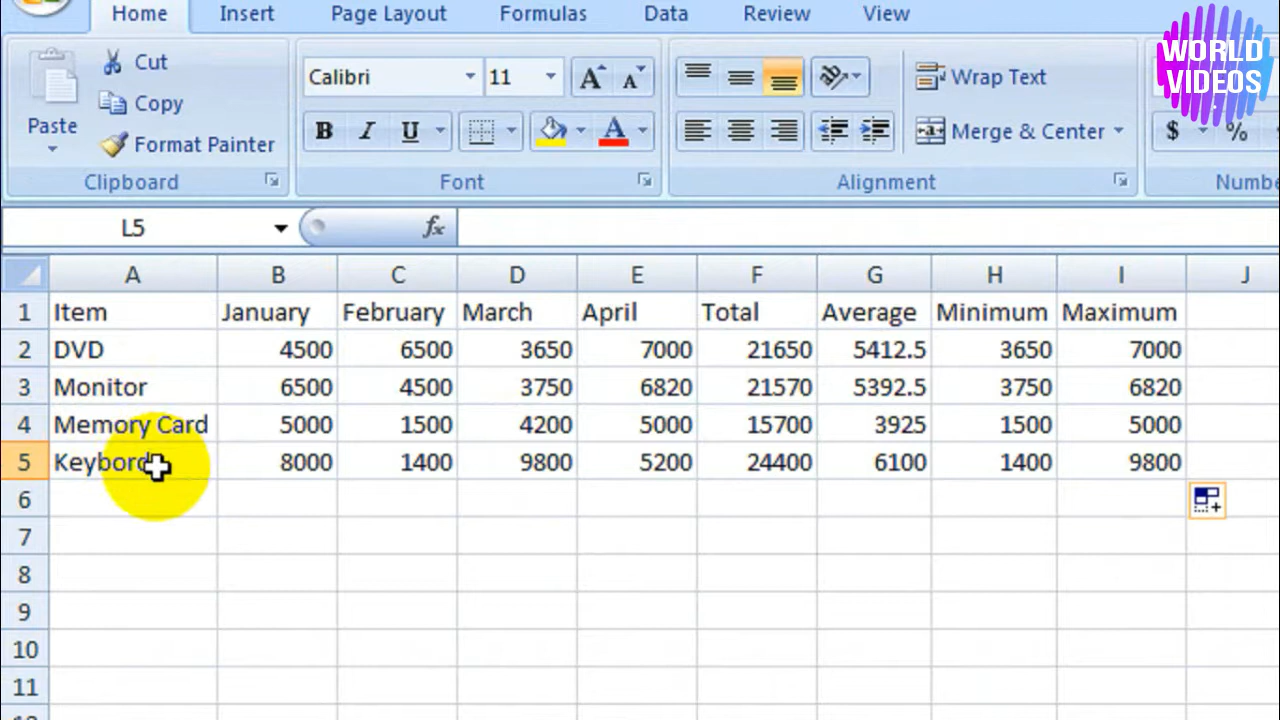 Home Insert Page Layout Formulas Data Review View
WORLD
VIDEOS
Cut
Calibri 11 A A Wrap Text
Copy
Paste
Format Painter B I U A Merge & Center $ %
Clipboard Font Alignment
L5 fx
A B C D E F G H I J
1 Item January February March April Total Average Minimum Maximum
2 DVD 4500 6500 3650 7000 21650 5412.5 3650 7000
3 Monitor 6500 4500 3750 6820 21570 5392.5 3750 6820
4 Memory Card 5000 1500 4200 5000 15700 3925 1500 5000
5 Keybord 8000 1400 9800 5200 24400 6100 1400 9800
6
7
8
9
10
11